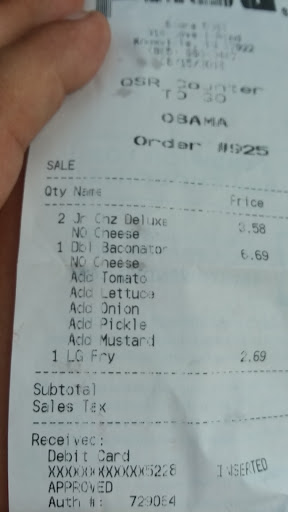 QSR Counter
TO GO
OBAMA
Order #925
SALE
Qty Name Price
2 Jr Chz Deluxe 3.58
NO Cheese
1 Dbl Baconator 6.69
NO Cheese
Add Tomato
Add Lettuce
Add Onion
Add Pickle
Add Mustard
1 LG Fry 2.69
Subtotal
Sales Tax
Received:
Debit Card
XXXXXXXXXXXX5228 INSERTED
APPROVED
Auth #: 729084